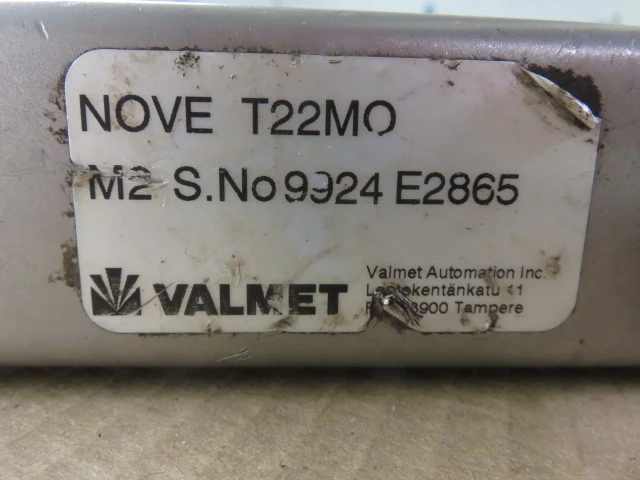 NOVE T22MO
M2 S.No 9924 E2865
VALMET
Valmet Automation Inc.
Tampere